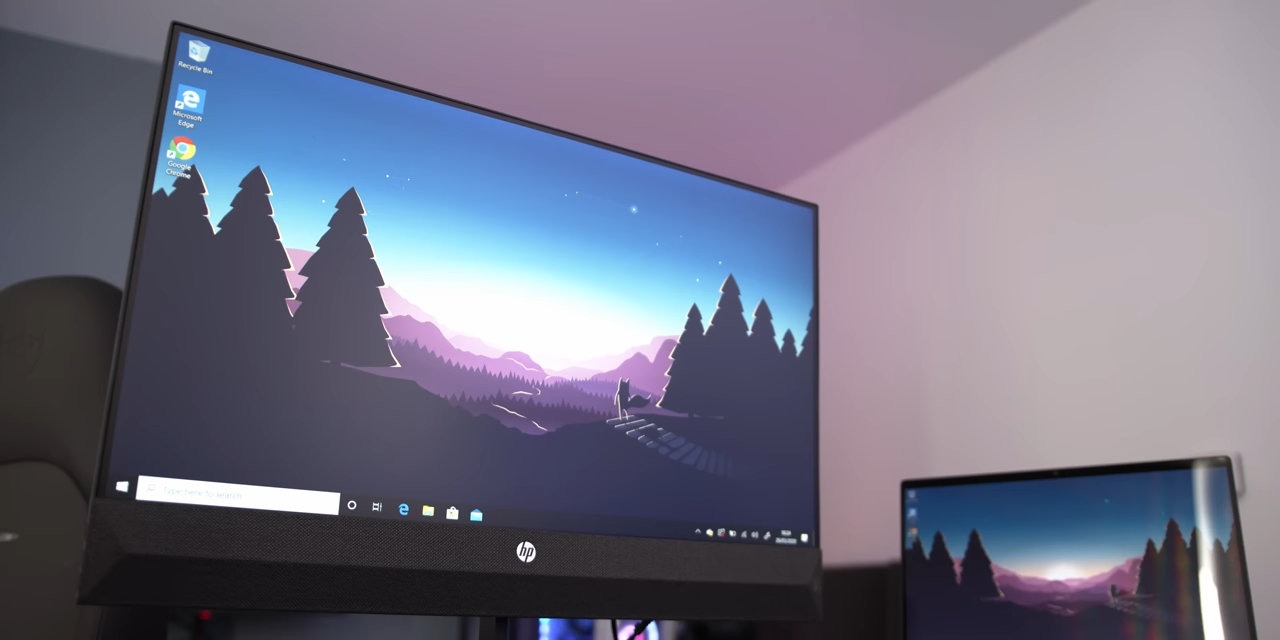 Recycle Bin
Microsoft
Edge
Google
Chrome
Type here to search
hp